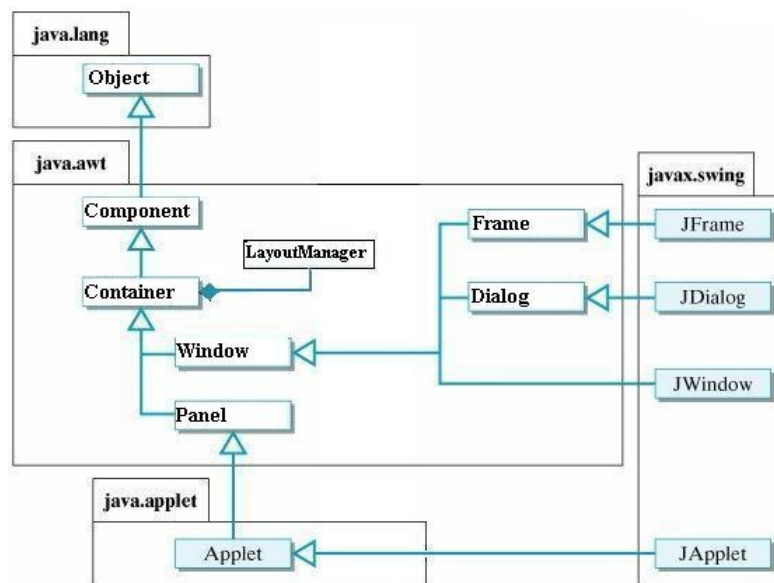 java.lang
Object
java.awt
javax.swing
Component
Frame
JFrame
LayoutManager
Container
Dialog
JDialog
Window
JWindow
Panel
java.applet
Applet
JApplet